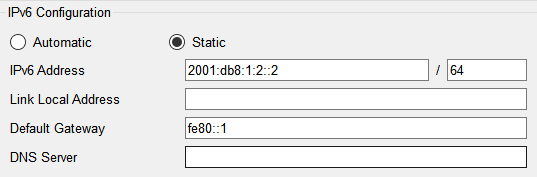 IPv6 Configuration
Automatic Static
IPv6 Address 2001:db8:1:2::2 / 64
Link Local Address
Default Gateway fe80::1
DNS Server